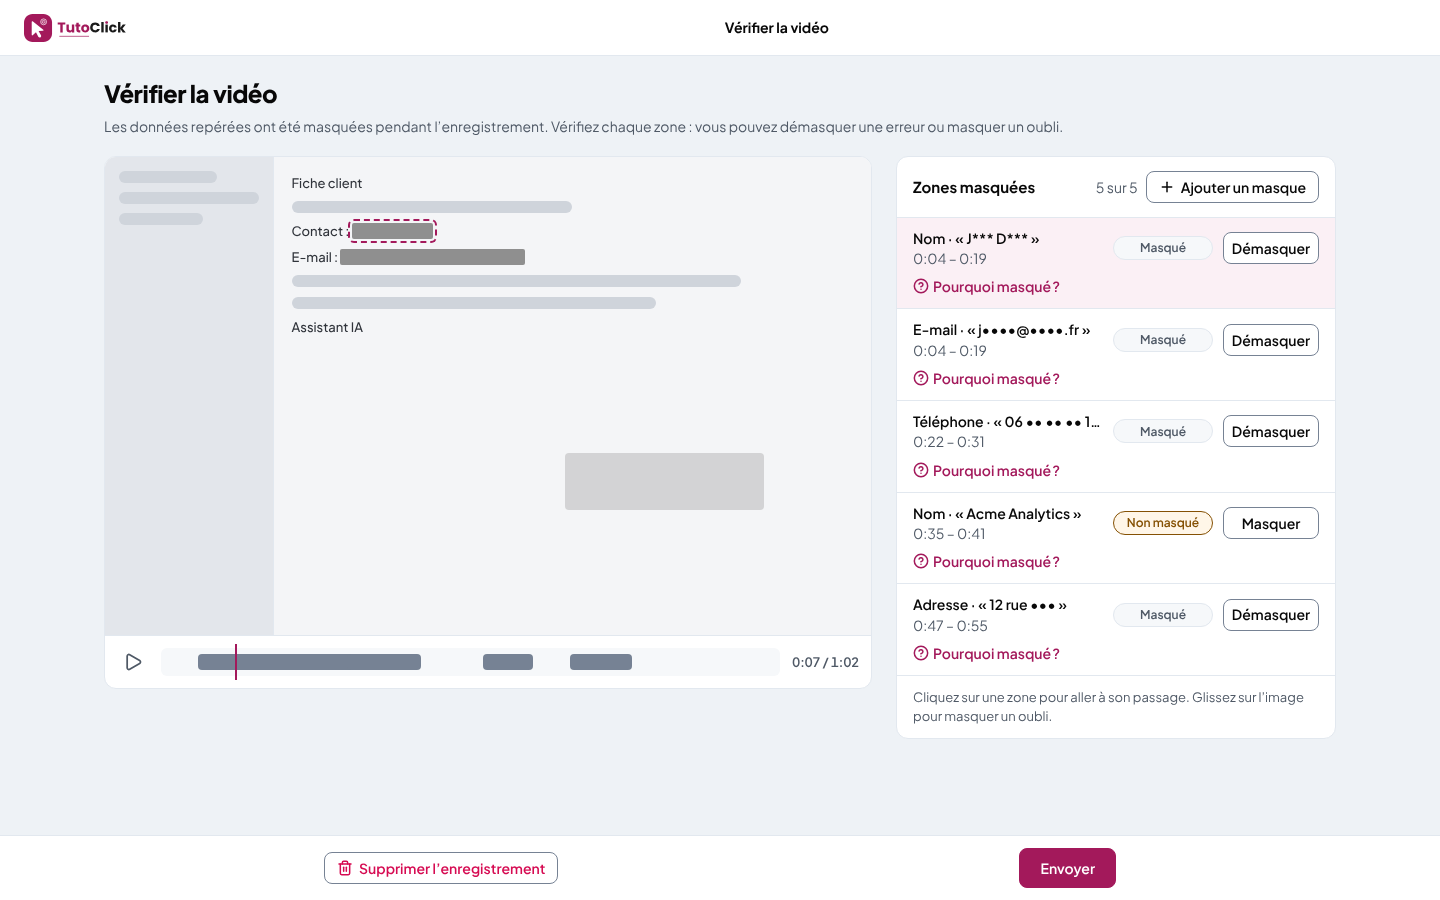 TutoClick
Vérifier la vidéo
Vérifier la vidéo
Les données repérées ont été masquées pendant l'enregistrement. Vérifiez chaque zone : vous pouvez démasquer une erreur ou masquer un oubli.
Fiche client
Contact :
E-mail :
Assistant IA
0:07 / 1:02
Zones masquées
5 sur 5
Ajouter un masque
Nom · « J*** D*** »
Masqué
Démasquer
0:04 – 0:19
Pourquoi masqué ?
E-mail · « j••••@••••.fr »
Masqué
Démasquer
0:04 – 0:19
Pourquoi masqué ?
Téléphone · « 06 •• •• •• 1…
Masqué
Démasquer
0:22 – 0:31
Pourquoi masqué ?
Nom · « Acme Analytics »
Non masqué
Masquer
0:35 – 0:41
Pourquoi masqué ?
Adresse · « 12 rue ••• »
Masqué
Démasquer
0:47 – 0:55
Pourquoi masqué ?
Cliquez sur une zone pour aller à son passage. Glissez sur l'image
pour masquer un oubli.
Supprimer l'enregistrement
Envoyer